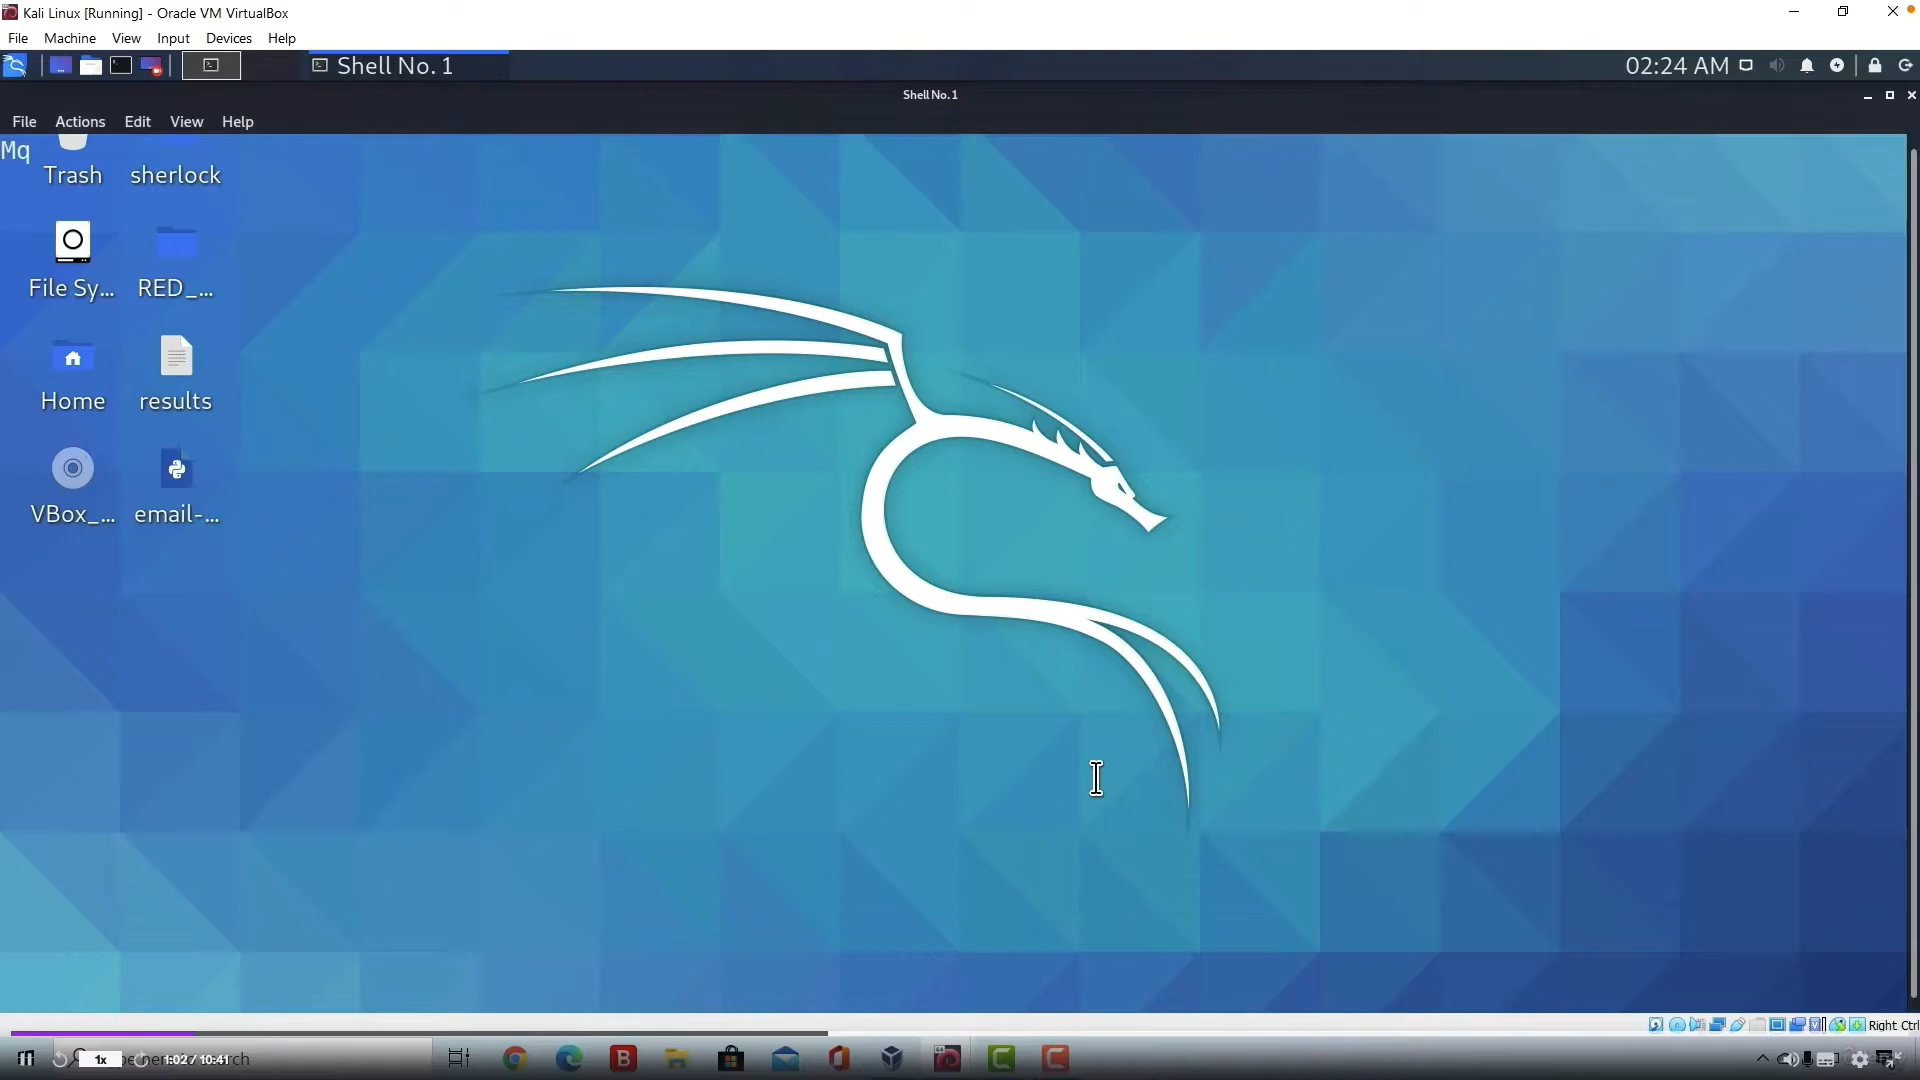 Kali Linux [Running] - Oracle VM VirtualBox
File Machine View Input Devices Help
Shell No. 1
02:24 AM
Shell No. 1
File Actions Edit View Help
Mq
Trash sherlock
File Sy... RED_...
Home results
VBox_... email-...
Right Ctrl
1x 1:02 / 10:41